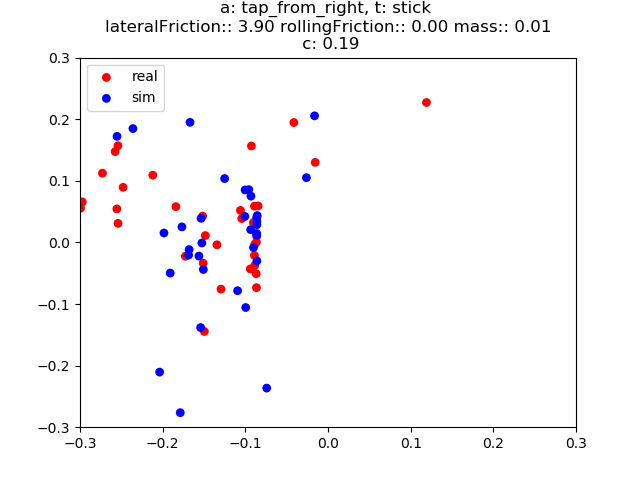 a: tap_from_right, t: stick
lateralFriction:: 3.90 rollingFriction:: 0.00 mass:: 0.01
c: 0.19
real
sim
0.3
0.2
0.1
0.0
−0.1
−0.2
−0.3
−0.3
−0.2
−0.1
0.0
0.1
0.2
0.3